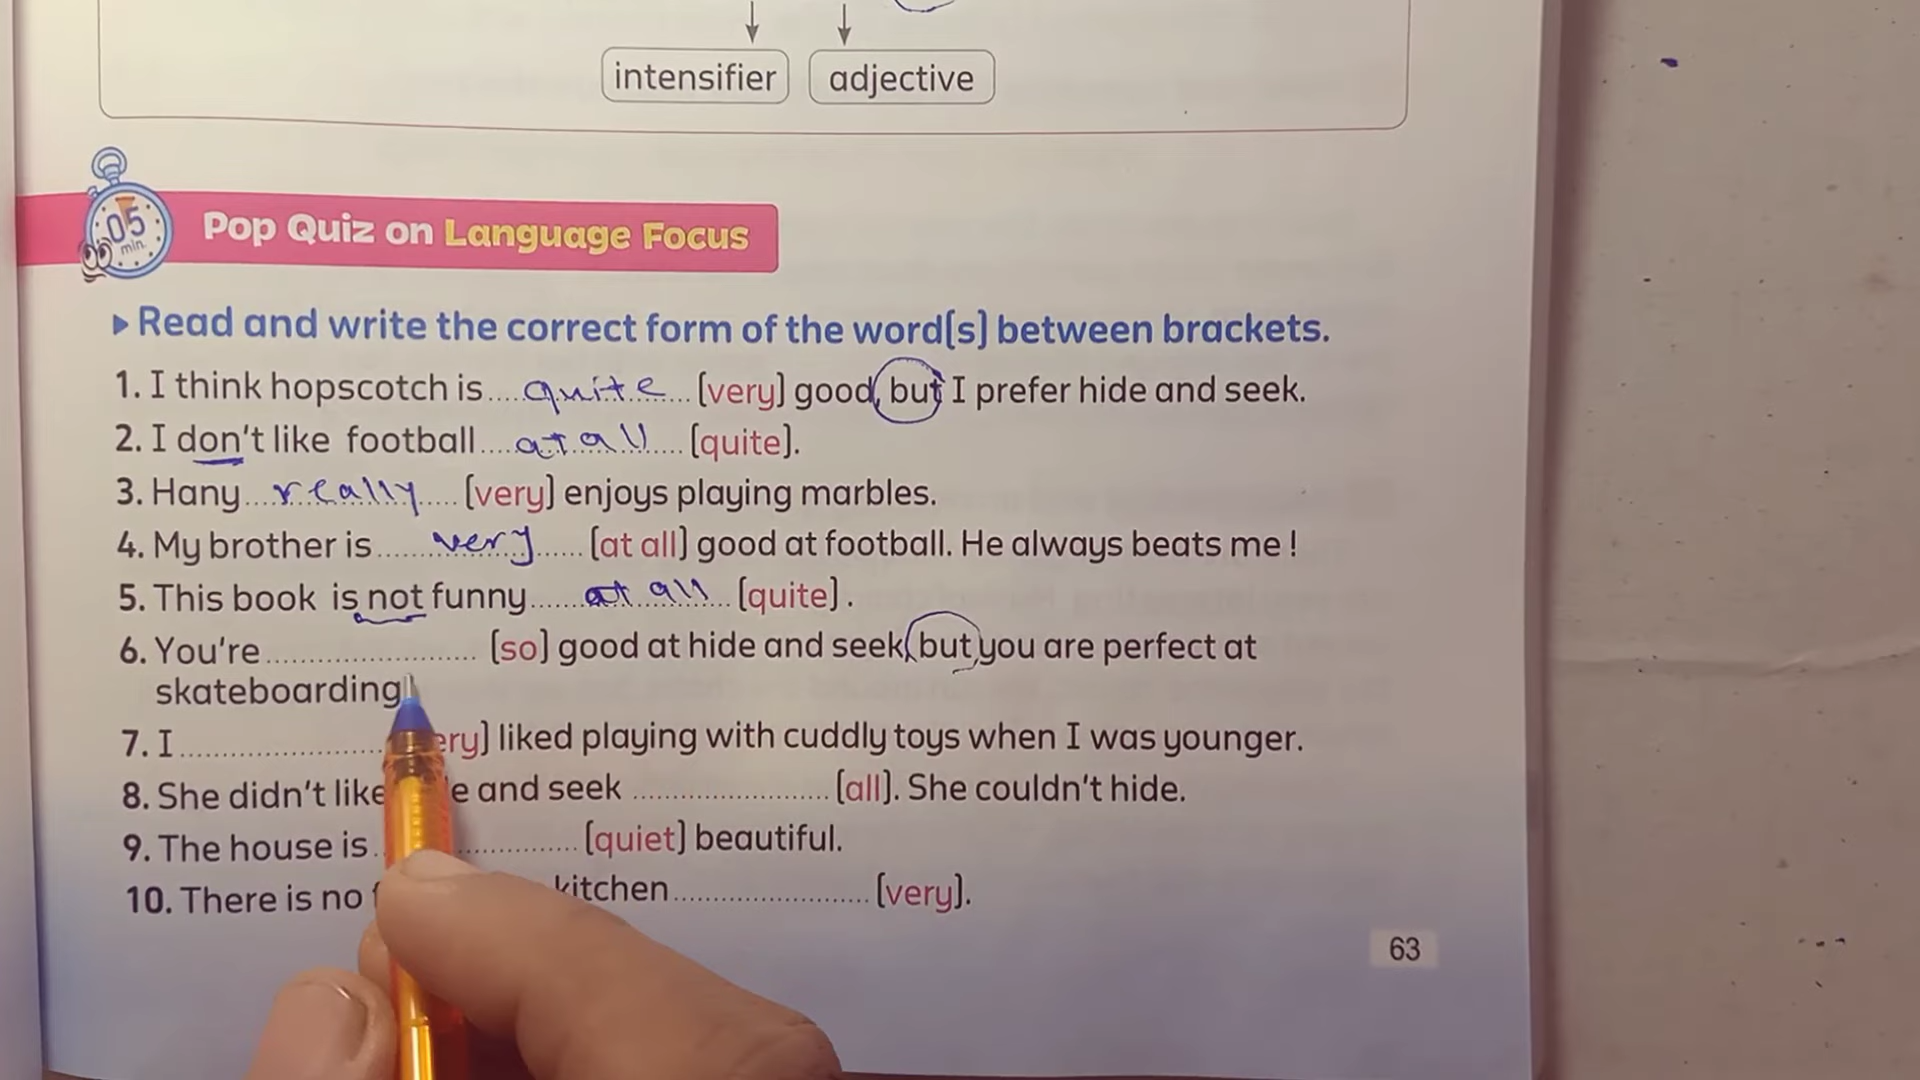 intensifier adjective
05
min.
Pop Quiz on Language Focus
Read and write the correct form of the word(s) between brackets.
1. I think hopscotch is ....quite.... (very) good, but I prefer hide and seek.
2. I don't like football ....at all.... (quite).
3. Hany ...really.... (very) enjoys playing marbles.
4. My brother is ....very.... (at all) good at football. He always beats me !
5. This book is not funny ....at all.... (quite).
6. You're ........................ (so) good at hide and seek, but you are perfect at
skateboarding
7. I ........................ liked playing with cuddly toys when I was younger.
8. She didn't like and seek ........................ (all). She couldn't hide.
9. The house is ........................ (quiet) beautiful.
10. There is no kitchen ........................ (very).
63